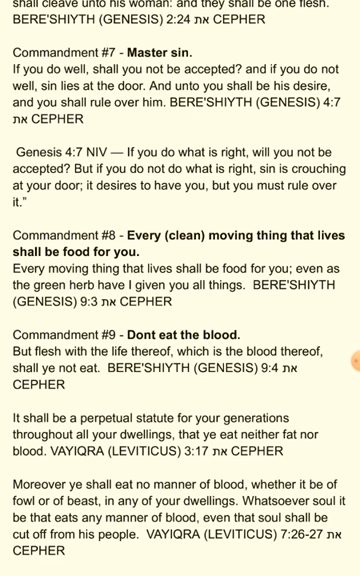 shall cleave unto his woman: and they shall be one flesh.
BERE'SHIYTH (GENESIS) 2:24 את CEPHER
Commandment #7 - Master sin.
If you do well, shall you not be accepted? and if you do not
well, sin lies at the door. And unto you shall be his desire,
and you shall rule over him. BERE'SHIYTH (GENESIS) 4:7
את CEPHER
Genesis 4:7 NIV — If you do what is right, will you not be
accepted? But if you do not do what is right, sin is crouching
at your door; it desires to have you, but you must rule over
it.”
Commandment #8 - Every (clean) moving thing that lives
shall be food for you.
Every moving thing that lives shall be food for you; even as
the green herb have I given you all things. BERE'SHIYTH
(GENESIS) 9:3 את CEPHER
Commandment #9 - Dont eat the blood.
But flesh with the life thereof, which is the blood thereof,
shall ye not eat. BERE'SHIYTH (GENESIS) 9:4 את
CEPHER
It shall be a perpetual statute for your generations
throughout all your dwellings, that ye eat neither fat nor
blood. VAYIQRA (LEVITICUS) 3:17 את CEPHER
Moreover ye shall eat no manner of blood, whether it be of
fowl or of beast, in any of your dwellings. Whatsoever soul it
be that eats any manner of blood, even that soul shall be
cut off from his people. VAYIQRA (LEVITICUS) 7:26-27 את
CEPHER